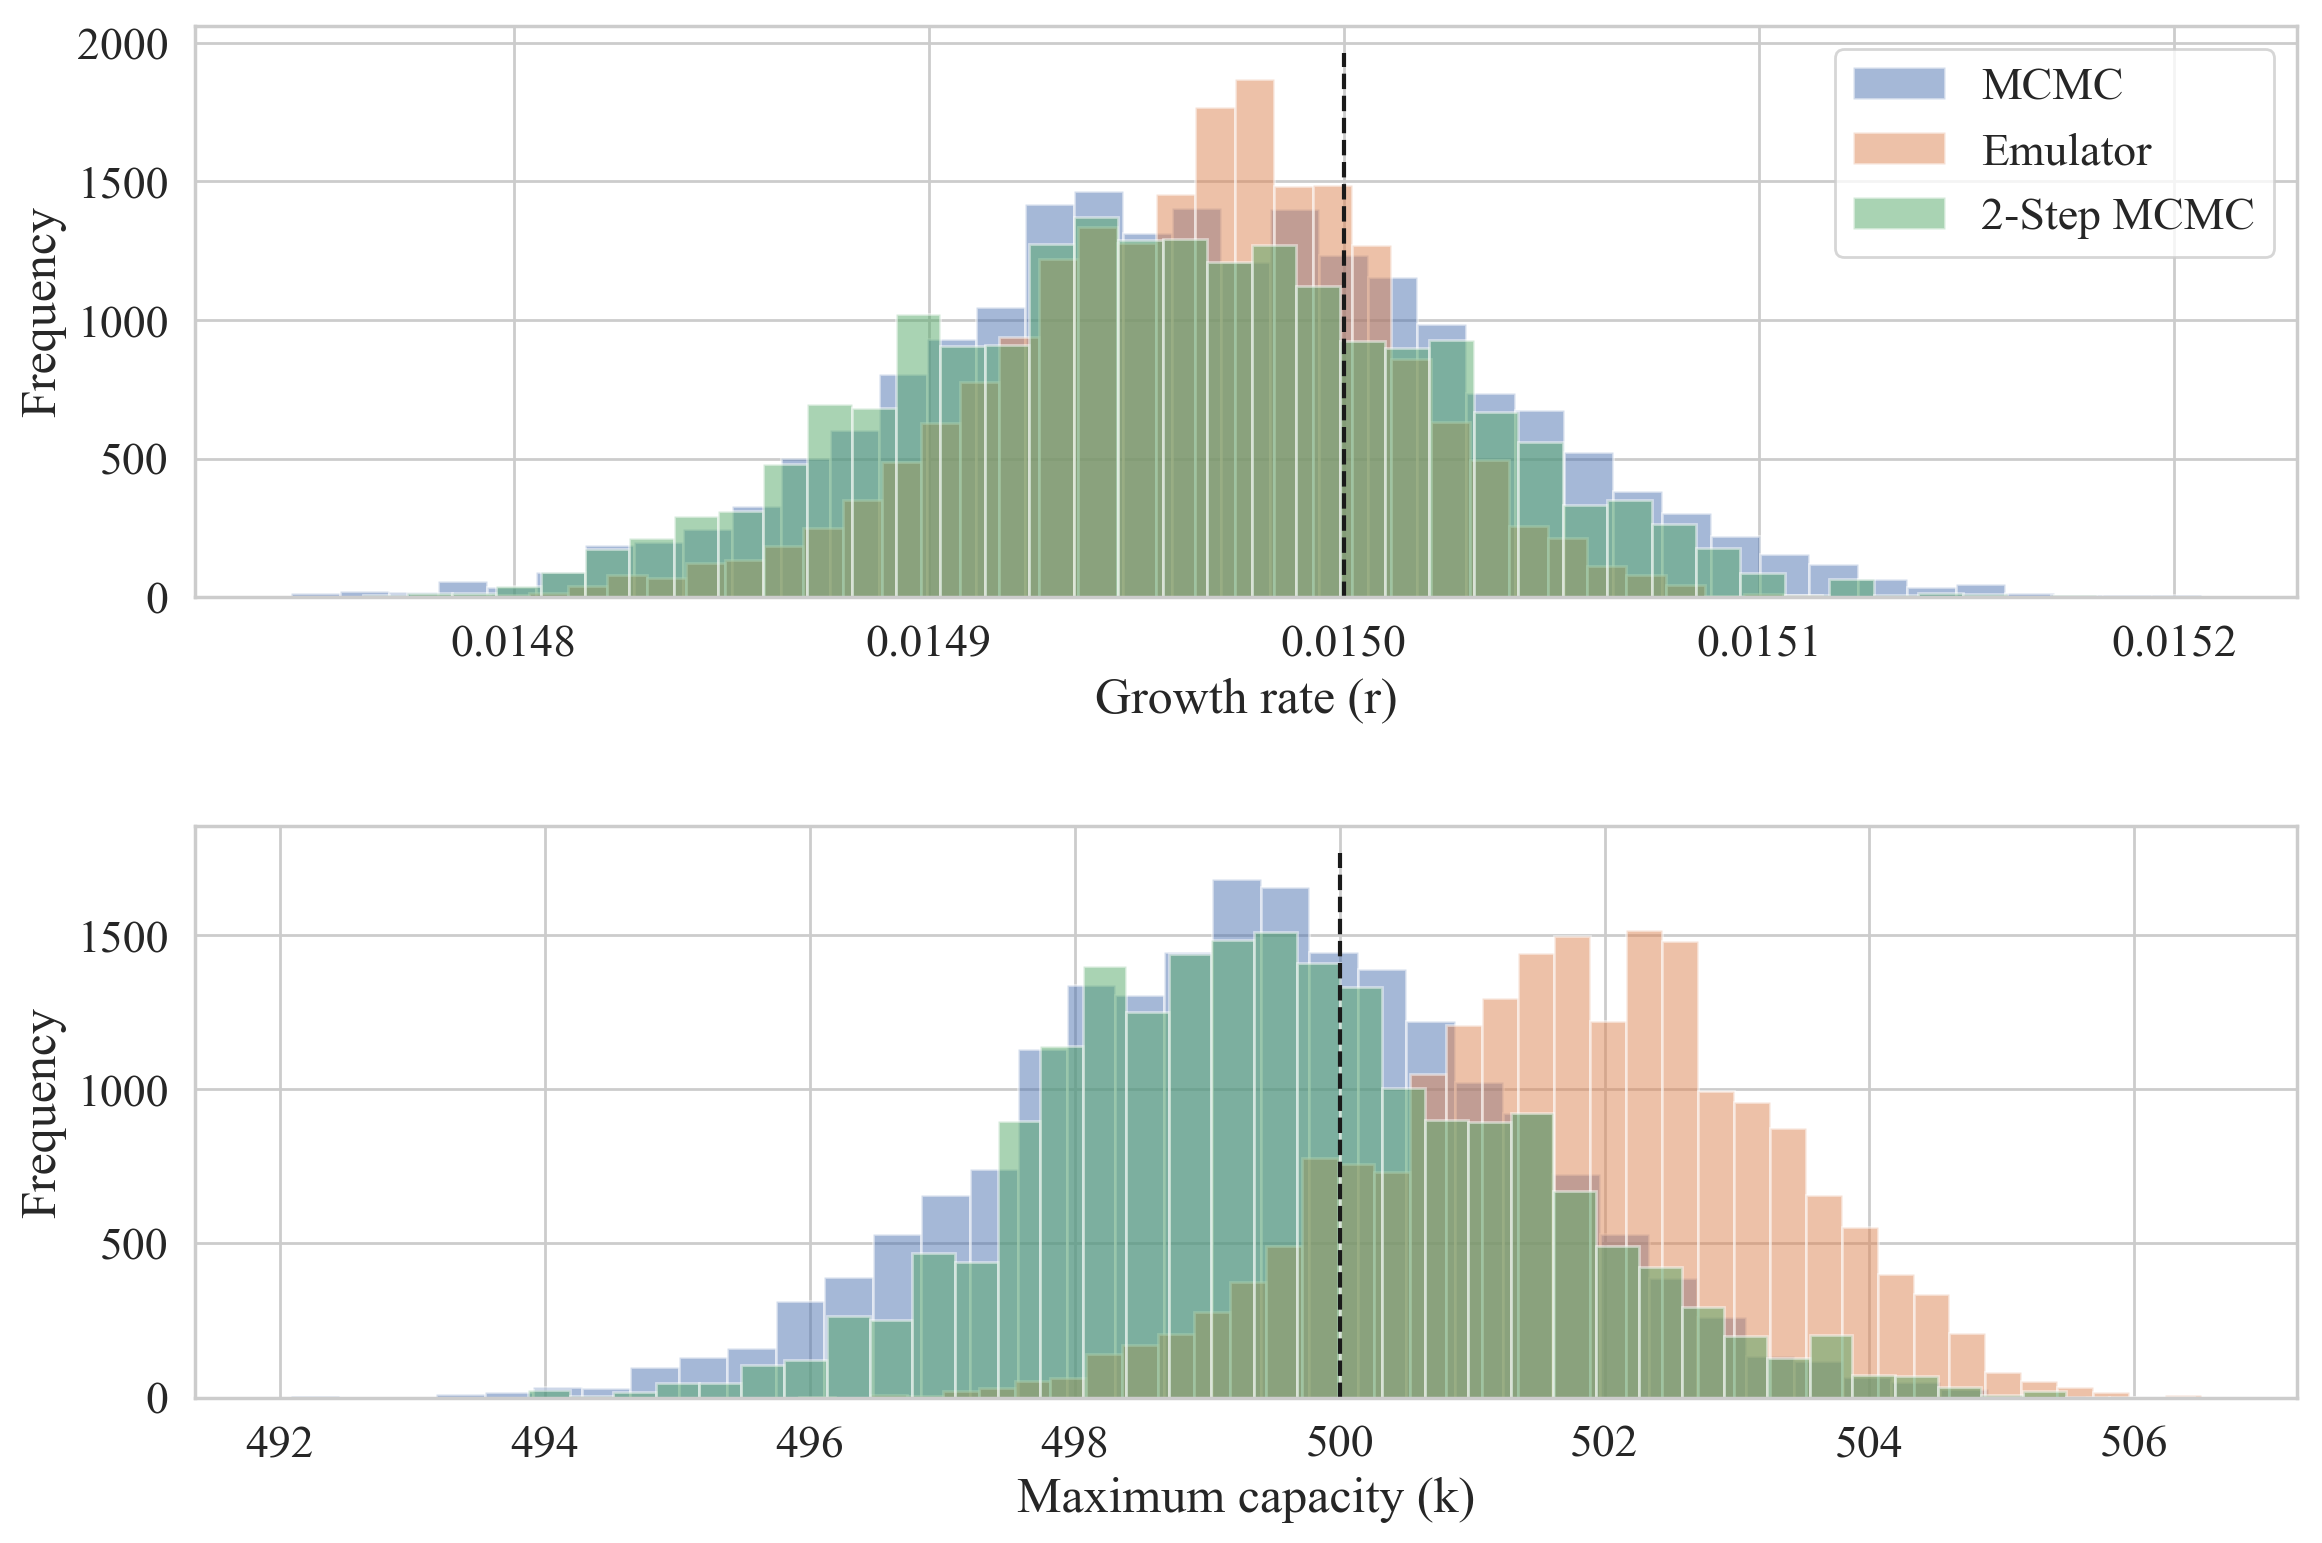 2000
1500
1000
500
0
Frequency
MCMC
Emulator
2-Step MCMC
0.0148 0.0149 0.0150 0.0151 0.0152
Growth rate (r)
1500
1000
500
0
Frequency
492 494 496 498 500 502 504 506
Maximum capacity (k)